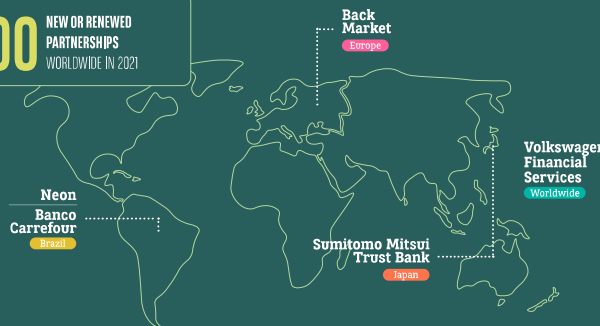 00
NEW OR RENEWED
PARTNERSHIPS
WORLDWIDE IN 2021
Back
Market
Europe
Volkswagen
Financial
Services
Worldwide
Neon
Banco
Carrefour
Brazil
Sumitomo Mitsui
Trust Bank
Japan